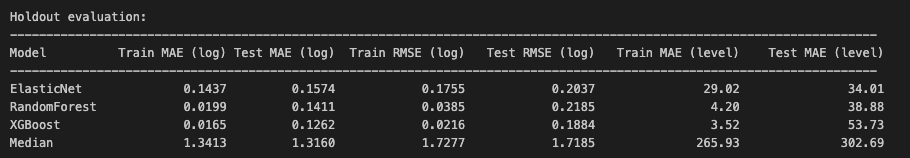 Holdout evaluation:
Model Train MAE (log) Test MAE (log) Train RMSE (log) Test RMSE (log) Train MAE (level) Test MAE (level)
ElasticNet 0.1437 0.1574 0.1755 0.2037 29.02 34.01
RandomForest 0.0199 0.1411 0.0385 0.2185 4.20 38.88
XGBoost 0.0165 0.1262 0.0216 0.1884 3.52 53.73
Median 1.3413 1.3160 1.7277 1.7185 265.93 302.69